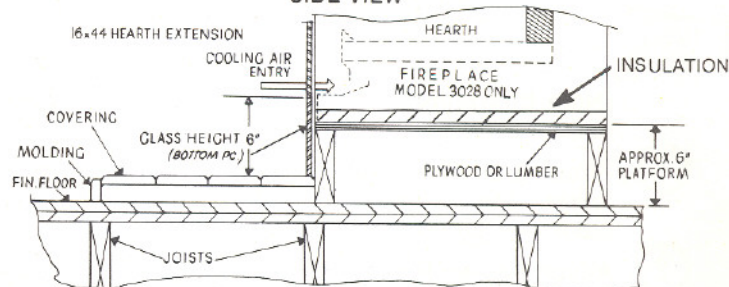 SIDE VIEW
16x44 HEARTH EXTENSION
HEARTH
COOLING AIR
ENTRY
FIREPLACE
MODEL 3028 ONLY
INSULATION
COVERING
GLASS HEIGHT 6"
(BOTTOM PC)
MOLDING
FIN. FLOOR
PLYWOOD OR LUMBER
APPROX. 6"
PLATFORM
JOISTS